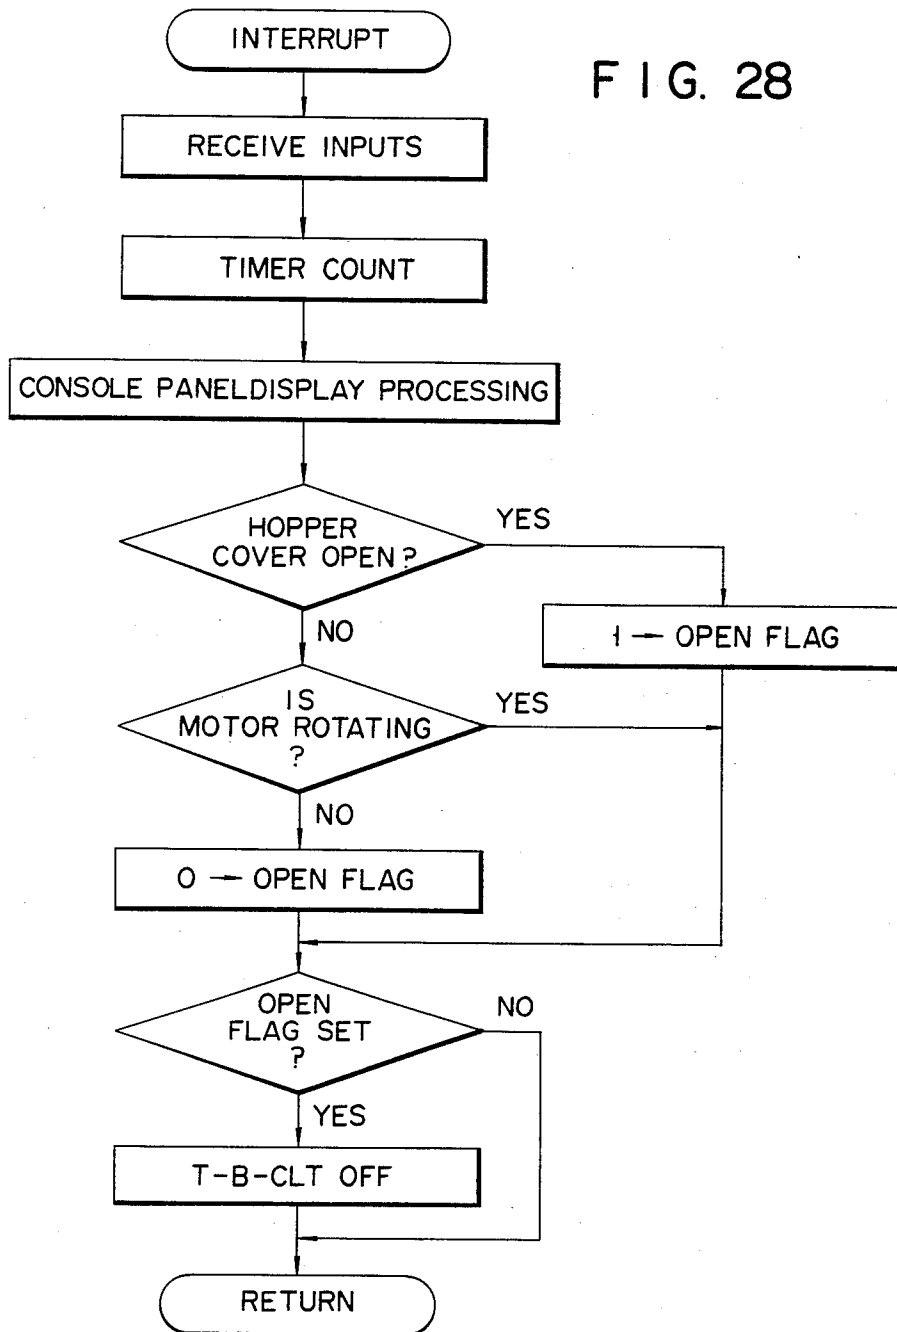 INTERRUPT
FIG. 28
RECEIVE INPUTS
TIMER COUNT
CONSOLE PANELDISPLAY PROCESSING
HOPPER
COVER OPEN?
YES
1 → OPEN FLAG
NO
IS
MOTOR ROTATING
?
YES
NO
0 → OPEN FLAG
OPEN
FLAG SET
?
NO
YES
T-B-CLT OFF
RETURN